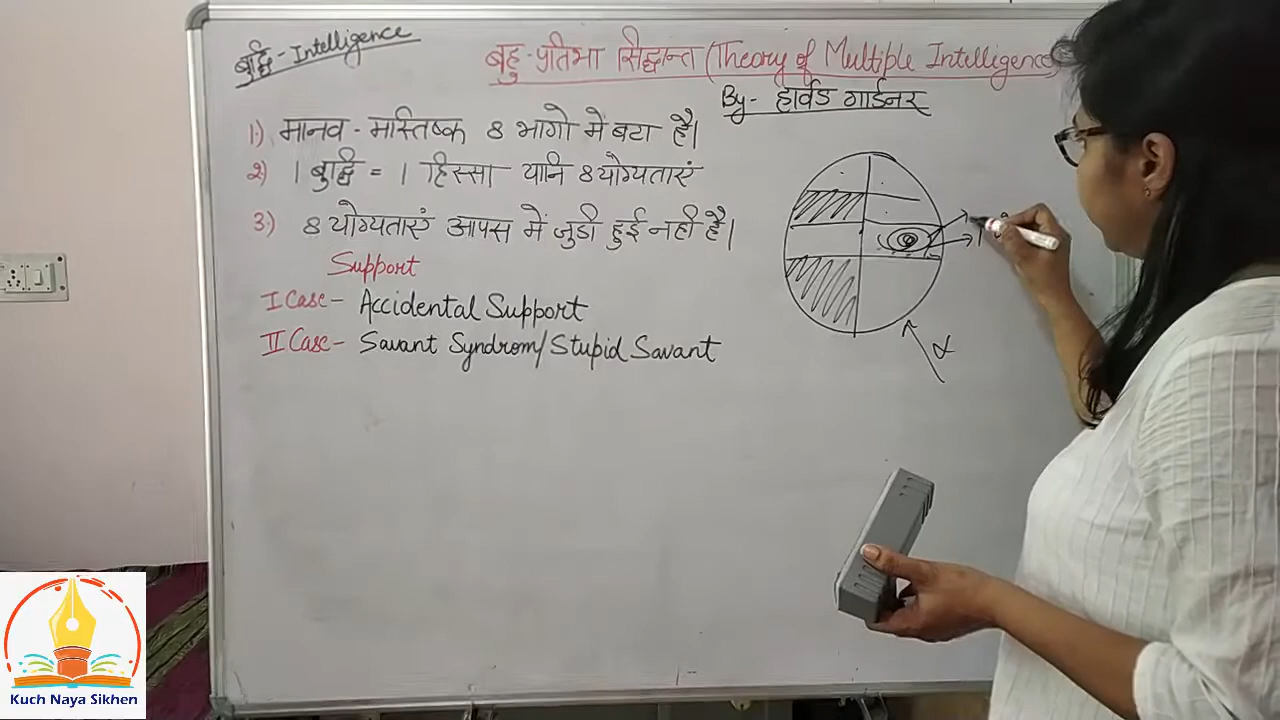 बुद्धि - Intelligence
बहु-प्रतिभा सिद्धान्त (Theory of Multiple Intelligence)
By- हार्वड गार्डनर
1.) मानव - मस्तिष्क 8 भागो में बटा है।
2) 1 बुद्धि = 1 हिस्सा यानि 8 योग्यताएं
3.) 8 योग्यताएं आपस में जुडी हुई नही है।
Support
I Case - Accidental Support
II Case - Savant Syndrom/Stupid Savant
Kuch Naya Sikhen